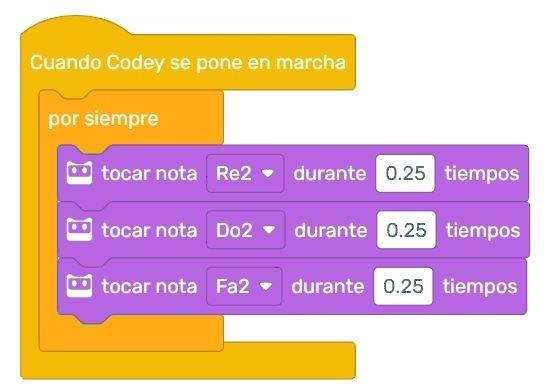 Cuando Codey se pone en marcha
por siempre
tocar nota Re2 durante 0.25 tiempos
tocar nota Do2 durante 0.25 tiempos
tocar nota Fa2 durante 0.25 tiempos